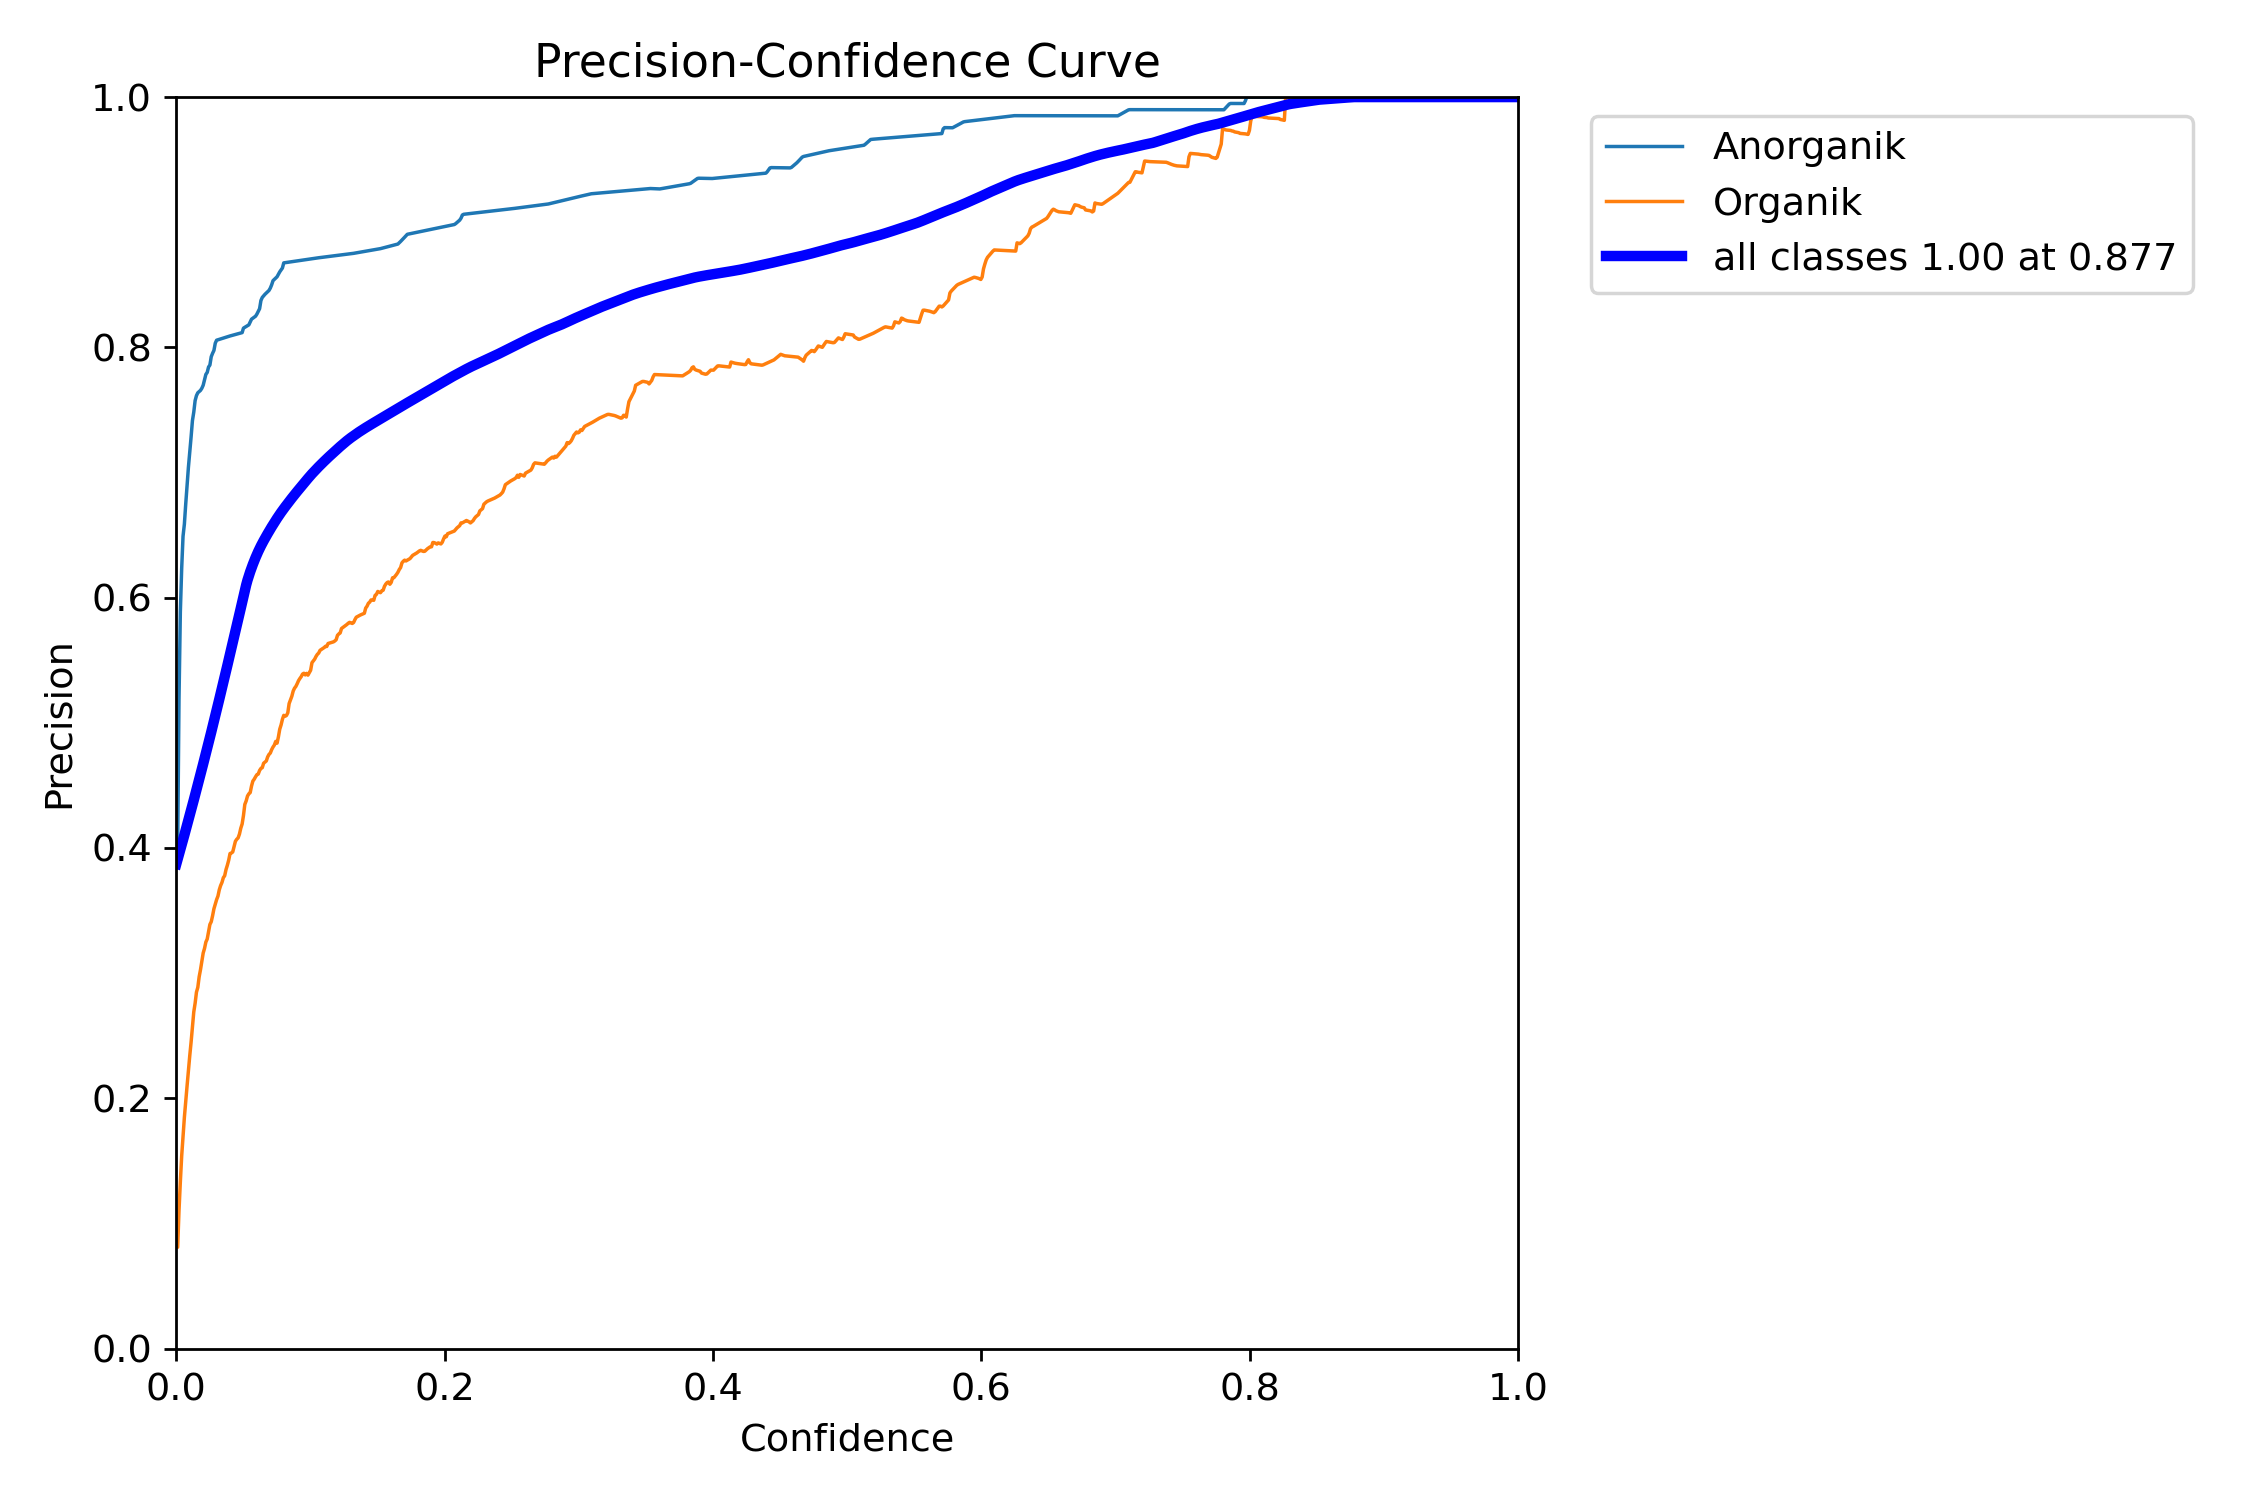 Precision-Confidence Curve
1.0
0.8
0.6
0.4
0.2
0.0
Precision
0.0 0.2 0.4 0.6 0.8 1.0
Confidence
Anorganik
Organik
all classes 1.00 at 0.877